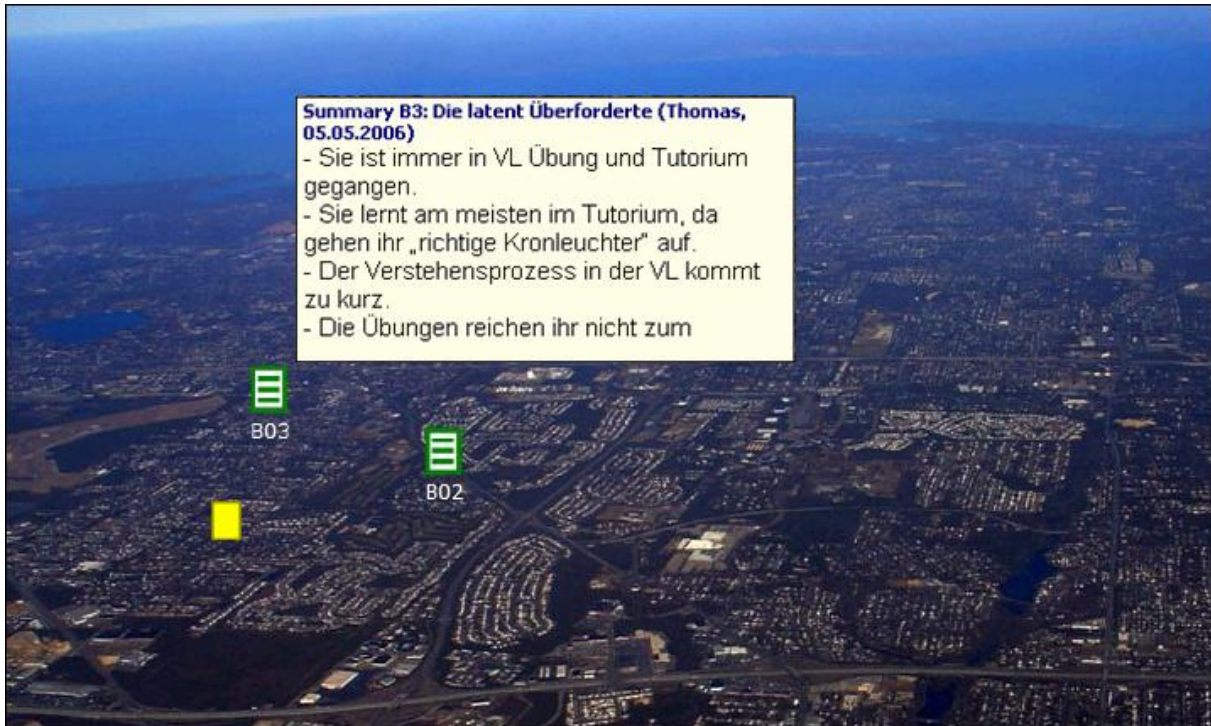 Summary B3: Die latent Überforderte (Thomas,
05.05.2006)
- Sie ist immer in VL Übung und Tutorium
gegangen.
- Sie lernt am meisten im Tutorium, da
gehen ihr „richtige Kronleuchter" auf.
- Der Verstehensprozess in der VL kommt
zu kurz.
- Die Übungen reichen ihr nicht zum
B03
B02